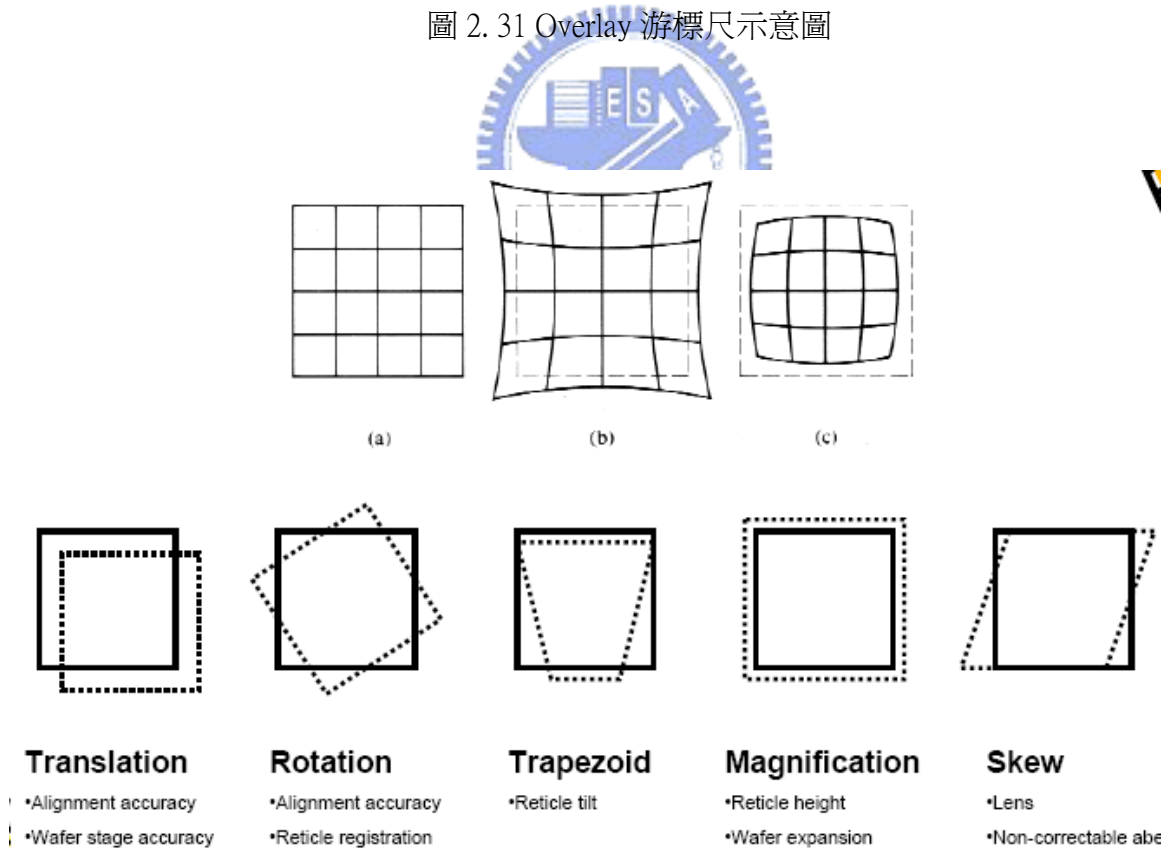 圖 2. 31 Overlay 游標尺示意圖
E S A
(a) (b) (c)
Translation Rotation Trapezoid Magnification Skew
•Alignment accuracy •Alignment accuracy •Reticle tilt •Reticle height •Lens
•Wafer stage accuracy •Reticle registration •Wafer expansion •Non-correctable abe